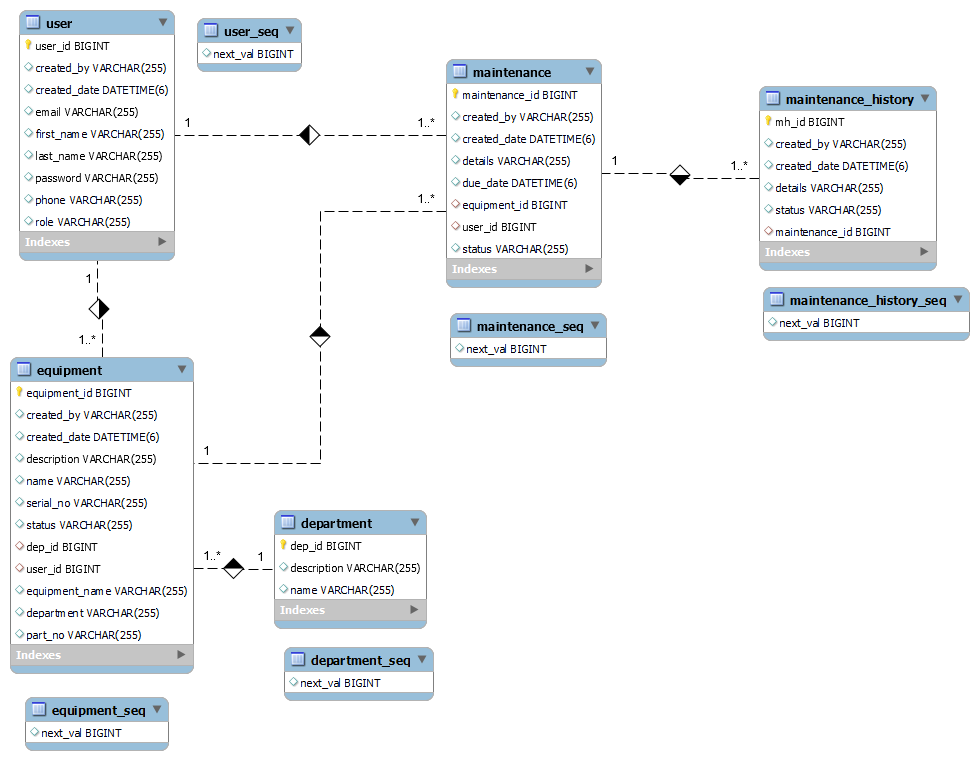 user
user_id BIGINT
created_by VARCHAR(255)
created_date DATETIME(6)
email VARCHAR(255)
first_name VARCHAR(255)
last_name VARCHAR(255)
password VARCHAR(255)
phone VARCHAR(255)
role VARCHAR(255)
Indexes
user_seq
next_val BIGINT
maintenance
maintenance_id BIGINT
created_by VARCHAR(255)
created_date DATETIME(6)
details VARCHAR(255)
due_date DATETIME(6)
equipment_id BIGINT
user_id BIGINT
status VARCHAR(255)
Indexes
maintenance_history
mh_id BIGINT
created_by VARCHAR(255)
created_date DATETIME(6)
details VARCHAR(255)
status VARCHAR(255)
maintenance_id BIGINT
Indexes
1
1..*
1
1..*
1..*
1
1..*
maintenance_history_seq
next_val BIGINT
maintenance_seq
next_val BIGINT
equipment
equipment_id BIGINT
created_by VARCHAR(255)
created_date DATETIME(6)
description VARCHAR(255)
name VARCHAR(255)
serial_no VARCHAR(255)
status VARCHAR(255)
dep_id BIGINT
user_id BIGINT
equipment_name VARCHAR(255)
department VARCHAR(255)
part_no VARCHAR(255)
Indexes
1
1..*
1
department
dep_id BIGINT
description VARCHAR(255)
name VARCHAR(255)
Indexes
department_seq
next_val BIGINT
equipment_seq
next_val BIGINT